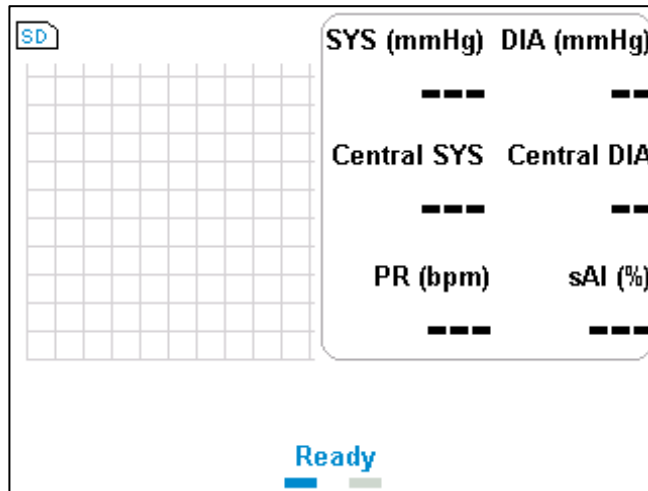 SD
SYS (mmHg) DIA (mmHg)
--- --
Central SYS Central DIA
--- --
PR (bpm) sAI (%)
--- ---
Ready